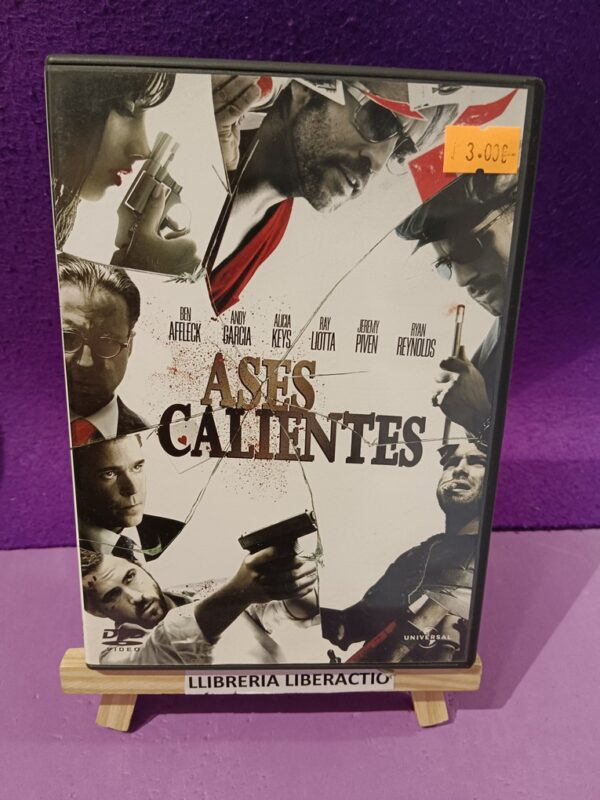 3.00€
BEN AFFLECK
ANDY GARCIA
ALICIA KEYS
RAY LIOTTA
JEREMY PIVEN
RYAN REYNOLDS
ASES
CALIENTES
DVD
VIDEO
UNIVERSAL
LLIBRERIA LIBERACTIO